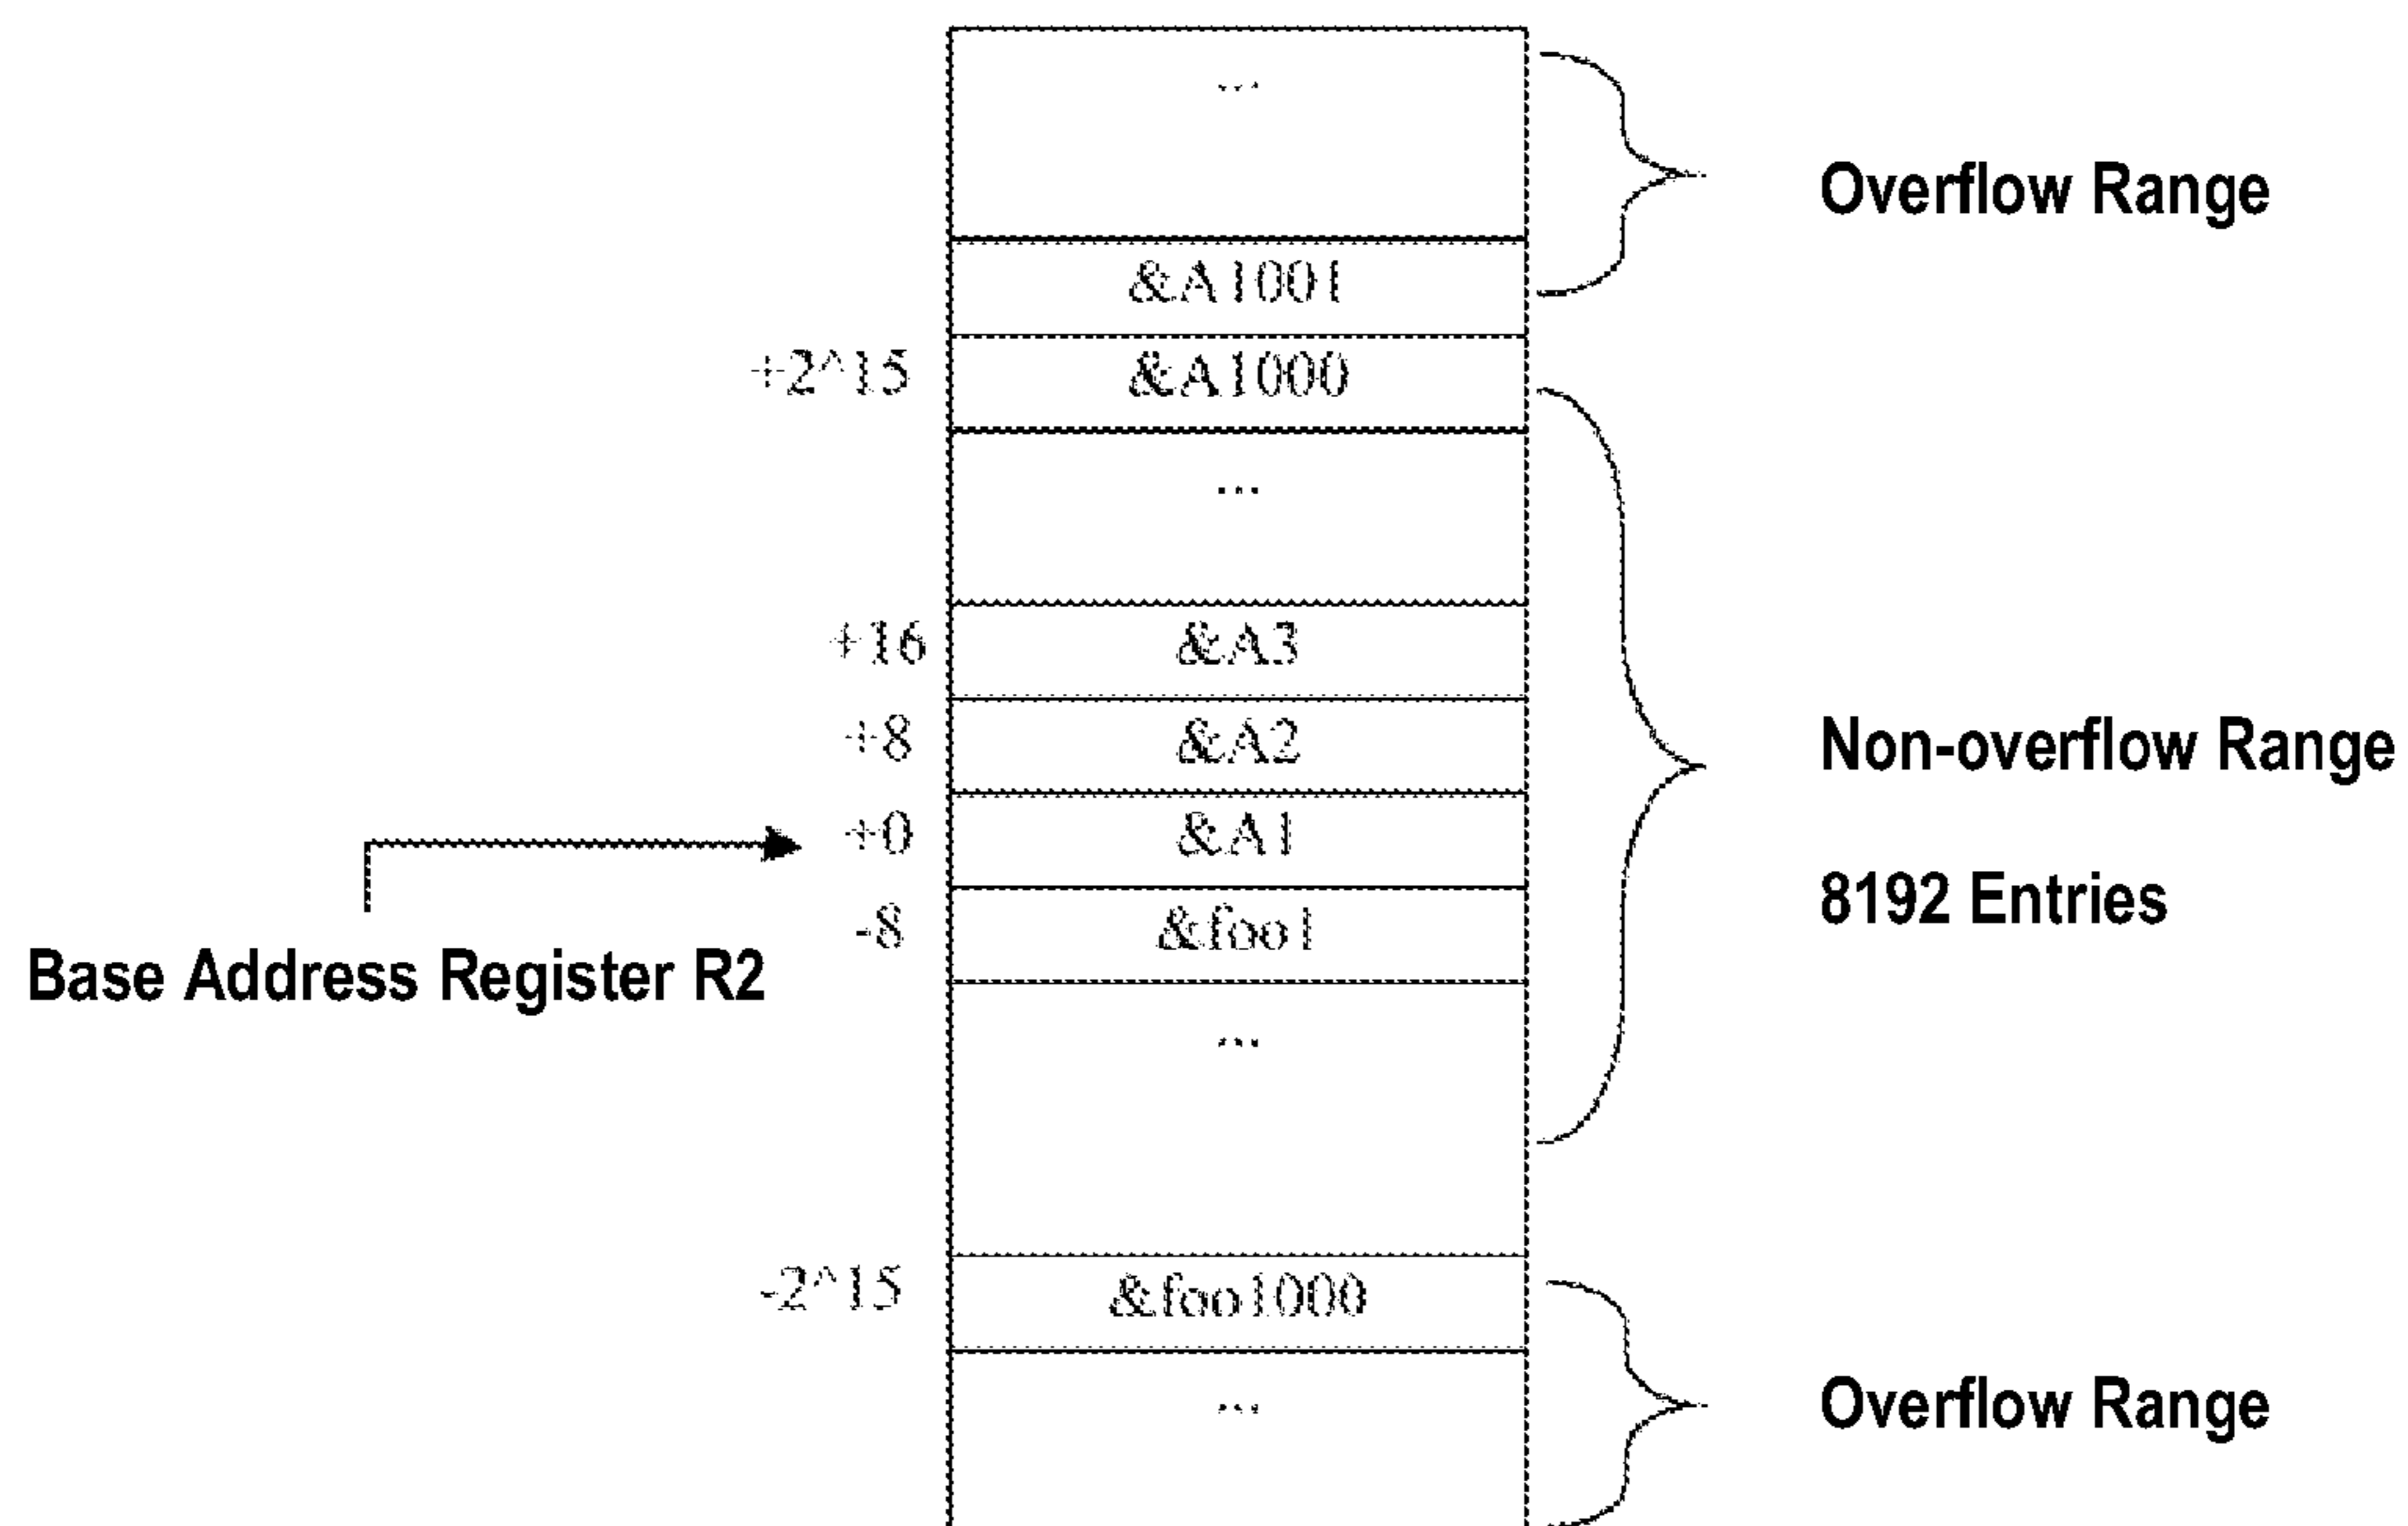 ...
Overflow Range
&A1001
+2^15 &A1000
...
+16 &A3
+8 &A2
Non-overflow Range
+0 &A1
8192 Entries
-8 &foo1
Base Address Register R2
...
-2^15 &foo1000
...
Overflow Range